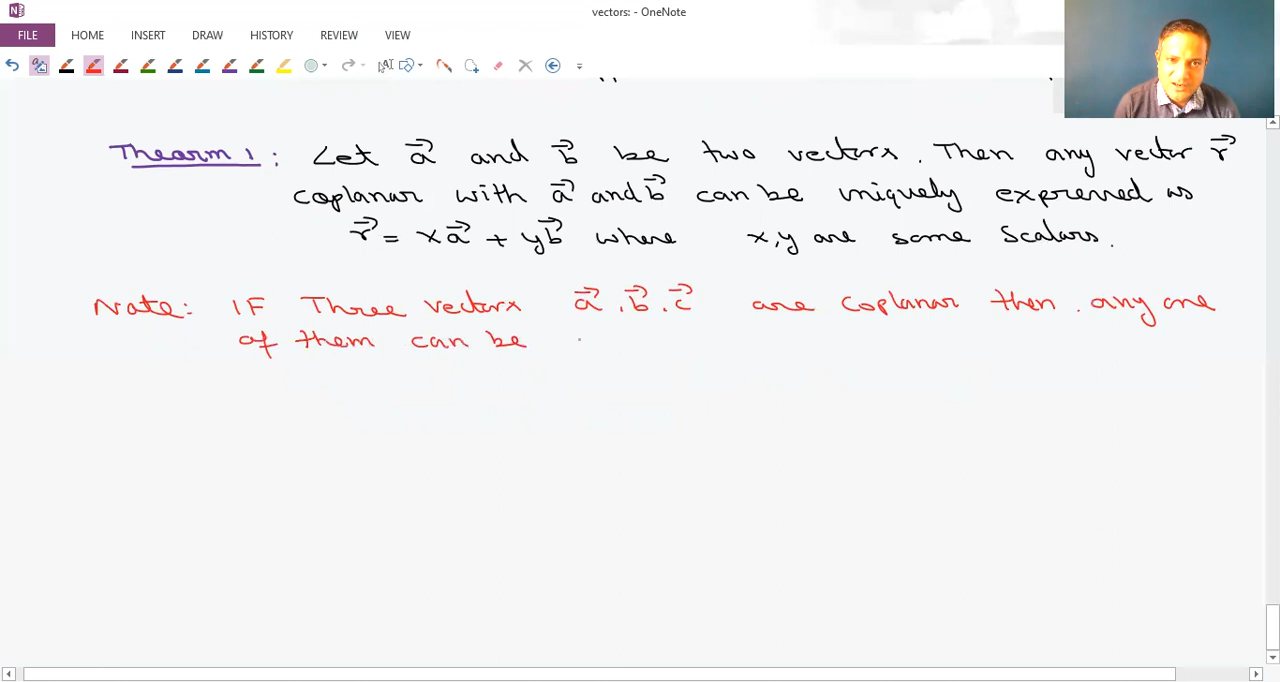 vectors: - OneNote
FILE HOME INSERT DRAW HISTORY REVIEW VIEW
Thearm 1 : Let a⃗ and b⃗ be two vectors. Then any vector r⃗
coplanar with a⃗ and b⃗ can be uniquely expressed as
r⃗ = xa⃗ + yb⃗ where x,y are some Scalars.
Note: IF Three vectors a⃗, b⃗, c⃗ are coplanar then. any one
of them can be